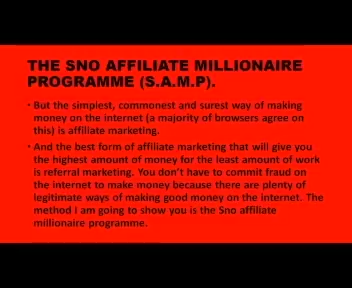 THE SNO AFFILIATE MILLIONAIRE
PROGRAMME (S.A.M.P).
• But the simplest, commonest and surest way of making
money on the internet (a majority of browsers agree on
this) is affiliate marketing.
• And the best form of affiliate marketing that will give you
the highest amount of money for the least amount of work
is referral marketing. You don't have to commit fraud on
the internet to make money because there are plenty of
legitimate ways of making good money on the internet. The
method I am going to show you is the Sno affiliate
millionaire programme.